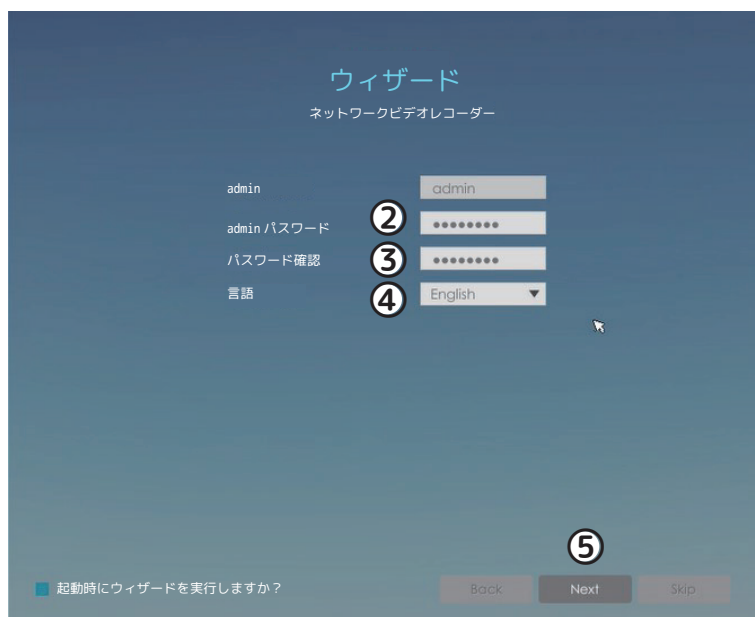 ウィザード
ネットワークビデオレコーダー
admin admin
admin パスワード ② ●●●●●●●●
パスワード確認 ③ ●●●●●●●●
言語 ④ English ▼
⑤
起動時にウィザードを実行しますか？ Back Next Skip